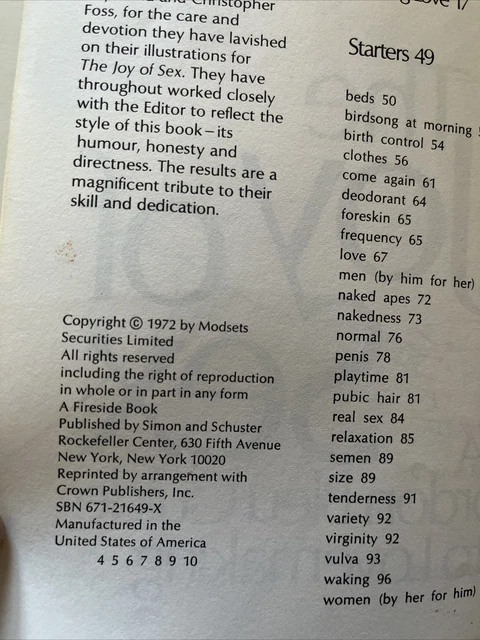 Foss, for the care and
devotion they have lavished
on their illustrations for
The Joy of Sex. They have
throughout worked closely
with the Editor to reflect the
style of this book – its
humour, honesty and
directness. The results are a
magnificent tribute to their
skill and dedication.
Copyright © 1972 by Modsets
Securities Limited
All rights reserved
including the right of reproduction
in whole or part in any form
A Fireside Book
Published by Simon and Schuster
Rockefeller Center, 630 Fifth Avenue
New York, New York 10020
Reprinted by arrangement with
Crown Publishers, Inc.
SBN 671-21649-X
Manufactured in the
United States of America
4 5 6 7 8 9 10
Starters 49
beds 50
birdsong at morning
birth control 54
clothes 56
come again 61
deodorant 64
foreskin 65
frequency 65
love 67
men (by him for her)
naked apes 72
nakedness 73
normal 76
penis 78
playtime 81
pubic hair 81
real sex 84
relaxation 85
semen 89
size 89
tenderness 91
variety 92
virginity 92
vulva 93
waking 96
women (by her for him)